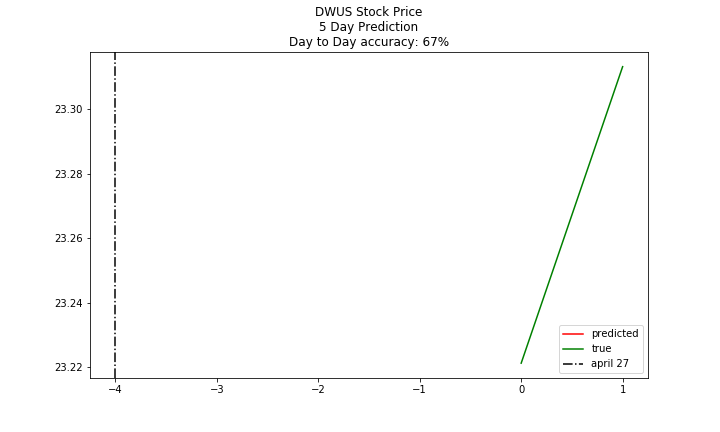 DWUS Stock Price
5 Day Prediction
Day to Day accuracy: 67%
23.30
23.28
23.26
23.24
23.22
−4
−3
−2
−1
0
1
predicted
true
april 27